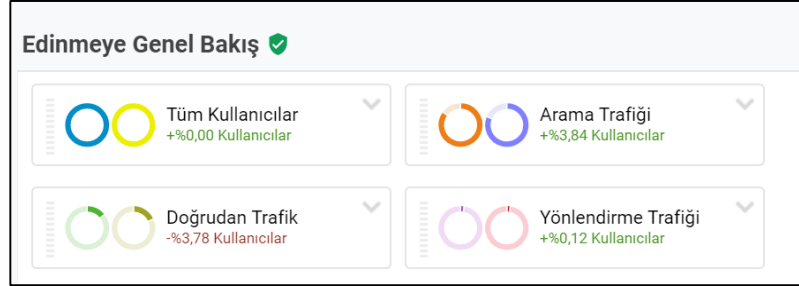 Edinmeye Genel Bakış
Tüm Kullanıcılar
+%0,00 Kullanıcılar
Arama Trafiği
+%3,84 Kullanıcılar
Doğrudan Trafik
-%3,78 Kullanıcılar
Yönlendirme Trafiği
+%0,12 Kullanıcılar